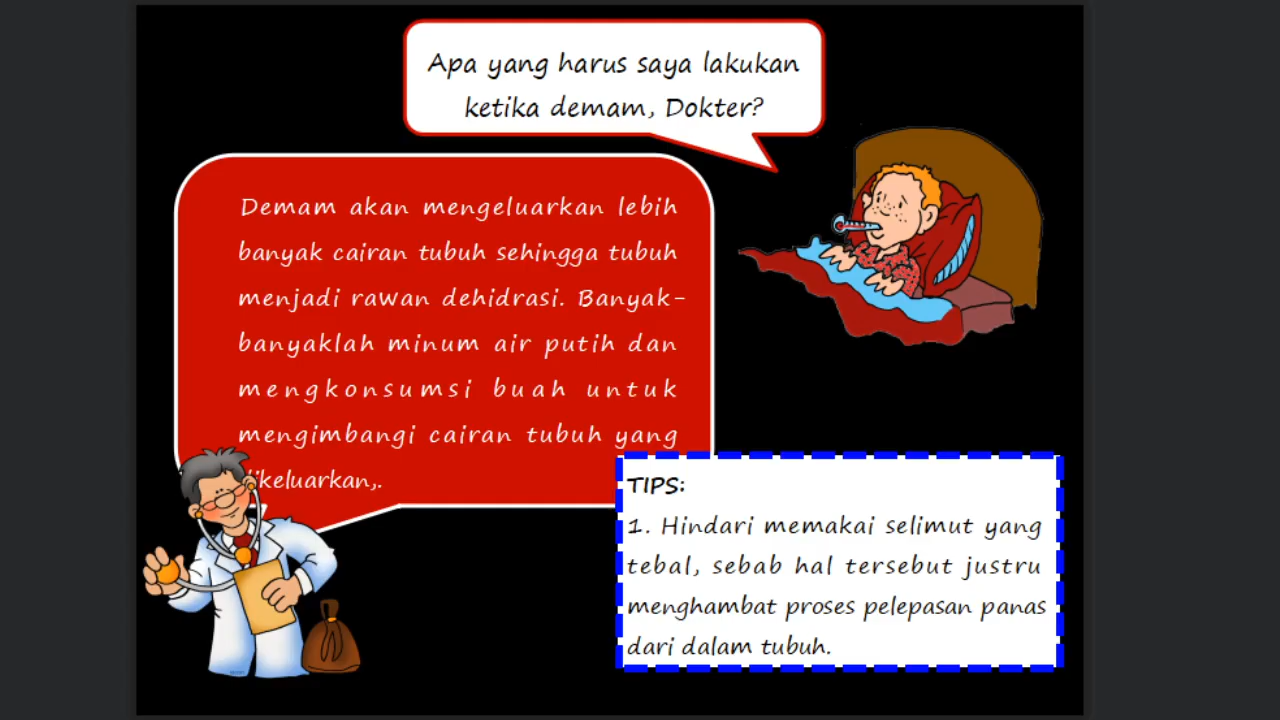 Apa yang harus saya lakukan
ketika demam, Dokter?
Demam akan mengeluarkan lebih
banyak cairan tubuh sehingga tubuh
menjadi rawan dehidrasi. Banyak-
banyaklah minum air putih dan
mengkonsumsi buah untuk
mengimbangi cairan tubuh yang
dikeluarkan,.
TIPS:
1. Hindari memakai selimut yang
tebal, sebab hal tersebut justru
menghambat proses pelepasan panas
dari dalam tubuh.